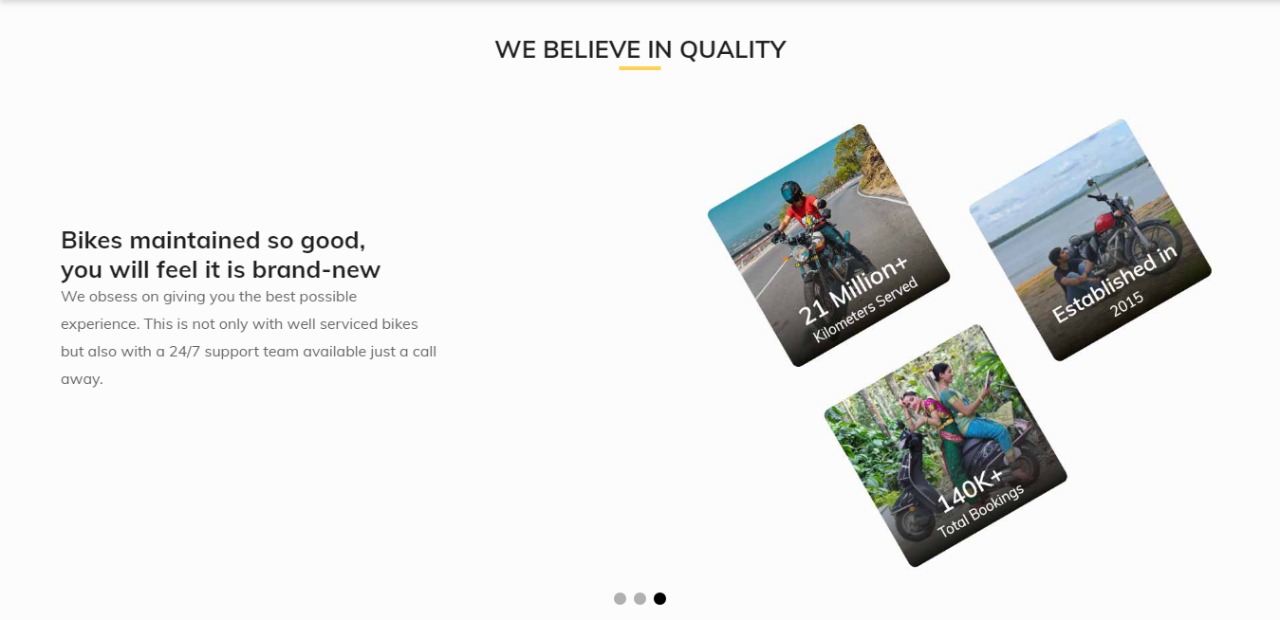 WE BELIEVE IN QUALITY
Bikes maintained so good,
you will feel it is brand-new
We obsess on giving you the best possible
experience. This is not only with well serviced bikes
but also with a 24/7 support team available just a call
away.
21 Million+
Kilometers Served
Established in
2015
140K+
Total Bookings